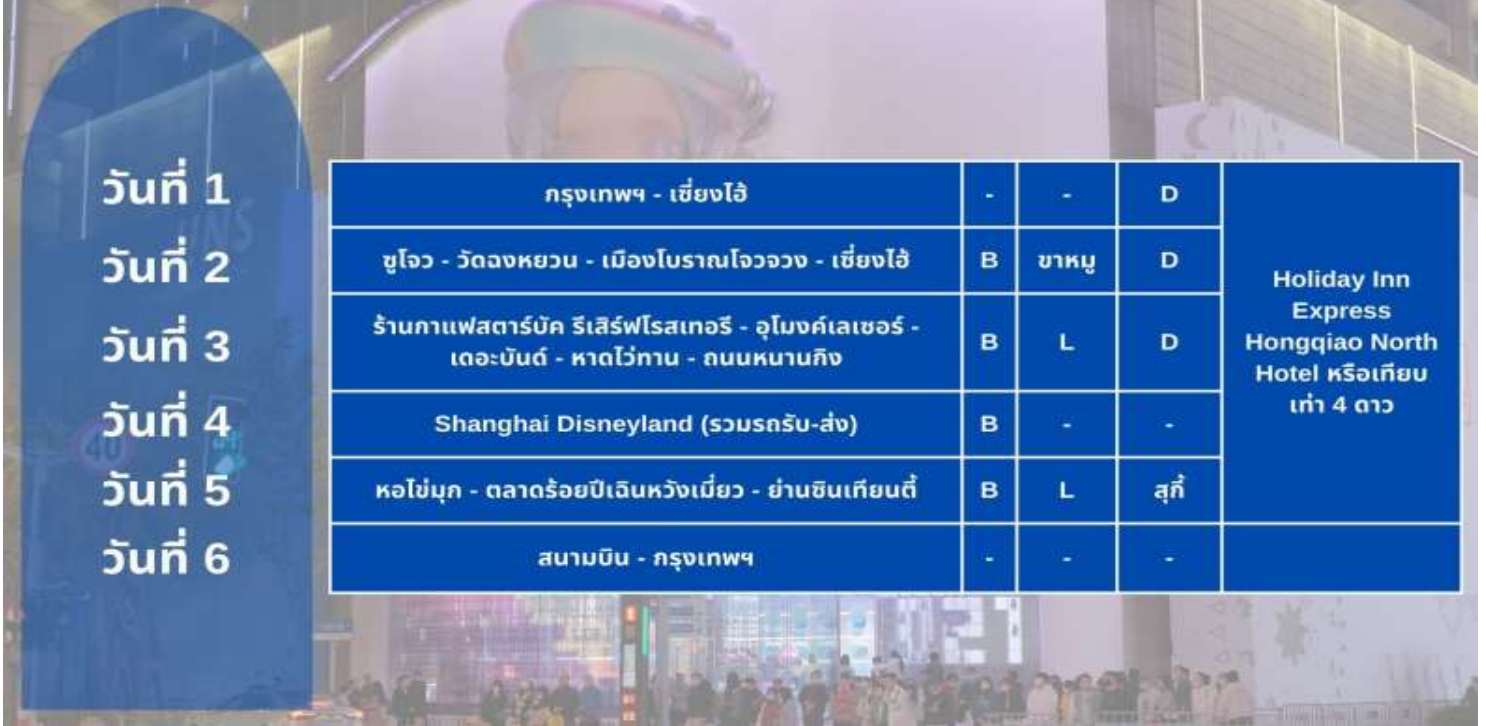 วันที่ 1
กรุงเทพฯ - เซี่ยงไฮ้ - - D
วันที่ 2
ซูโจว - วัดฉงหยวน - เมืองโบราณโจวจวง - เซี่ยงไฮ้ B ขาหมู D
วันที่ 3
ร้านกาแฟสตาร์บัค รีเสิร์ฟโรสเทอรี - อุโมงค์เลเซอร์ -
เดอะบันด์ - หาดไว่ทาน - ถนนหนานกิง B L D
วันที่ 4
Shanghai Disneyland (รวมรถรับ-ส่ง) B - -
วันที่ 5
หอไข่มุก - ตลาดร้อยปีเฉินหวังเมี่ยว - ย่านซินเทียนตี้ B L สุกี้
วันที่ 6
สนามบิน - กรุงเทพฯ - - -
Holiday Inn
Express
Hongqiao North
Hotel หรือเทียบ
เท่า 4 ดาว
40